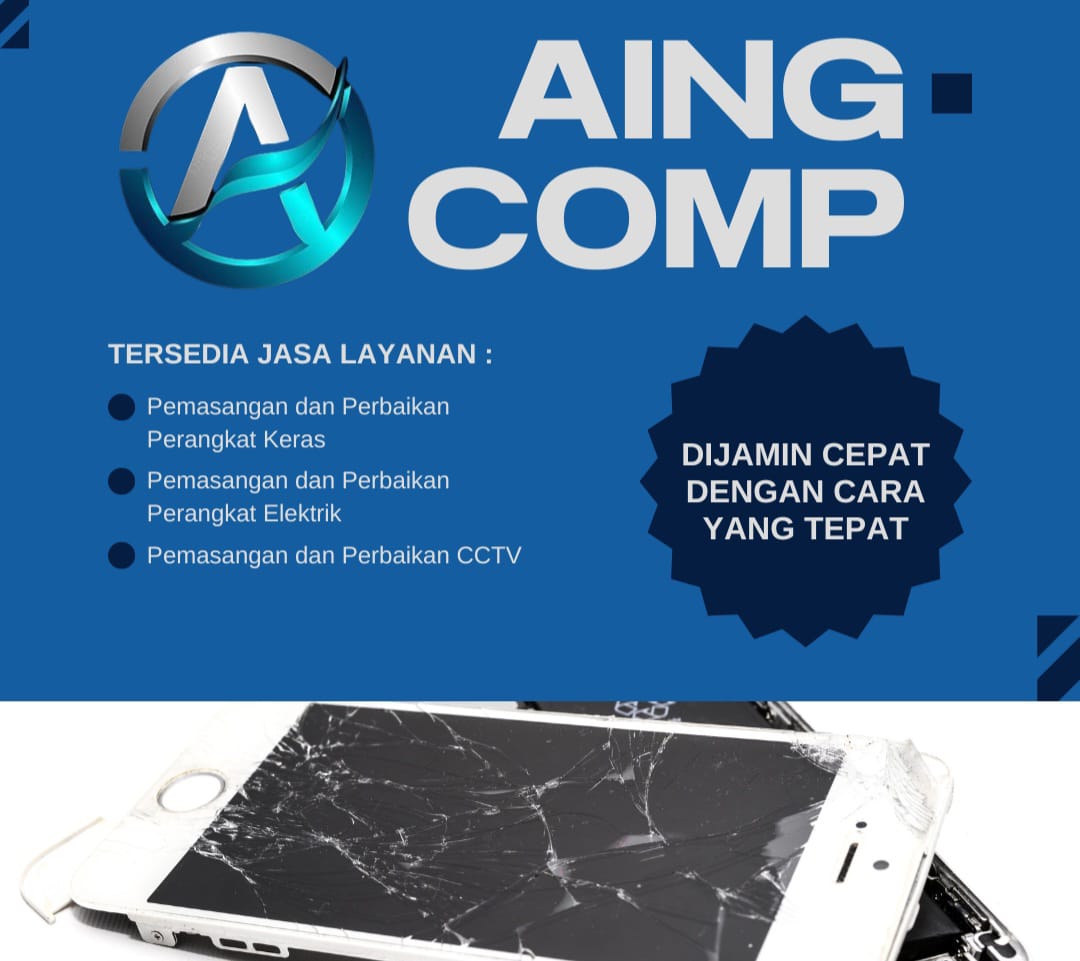 AING
COMP
TERSEDIA JASA LAYANAN :
Pemasangan dan Perbaikan
Perangkat Keras
Pemasangan dan Perbaikan
Perangkat Elektrik
Pemasangan dan Perbaikan CCTV
DIJAMIN CEPAT
DENGAN CARA
YANG TEPAT